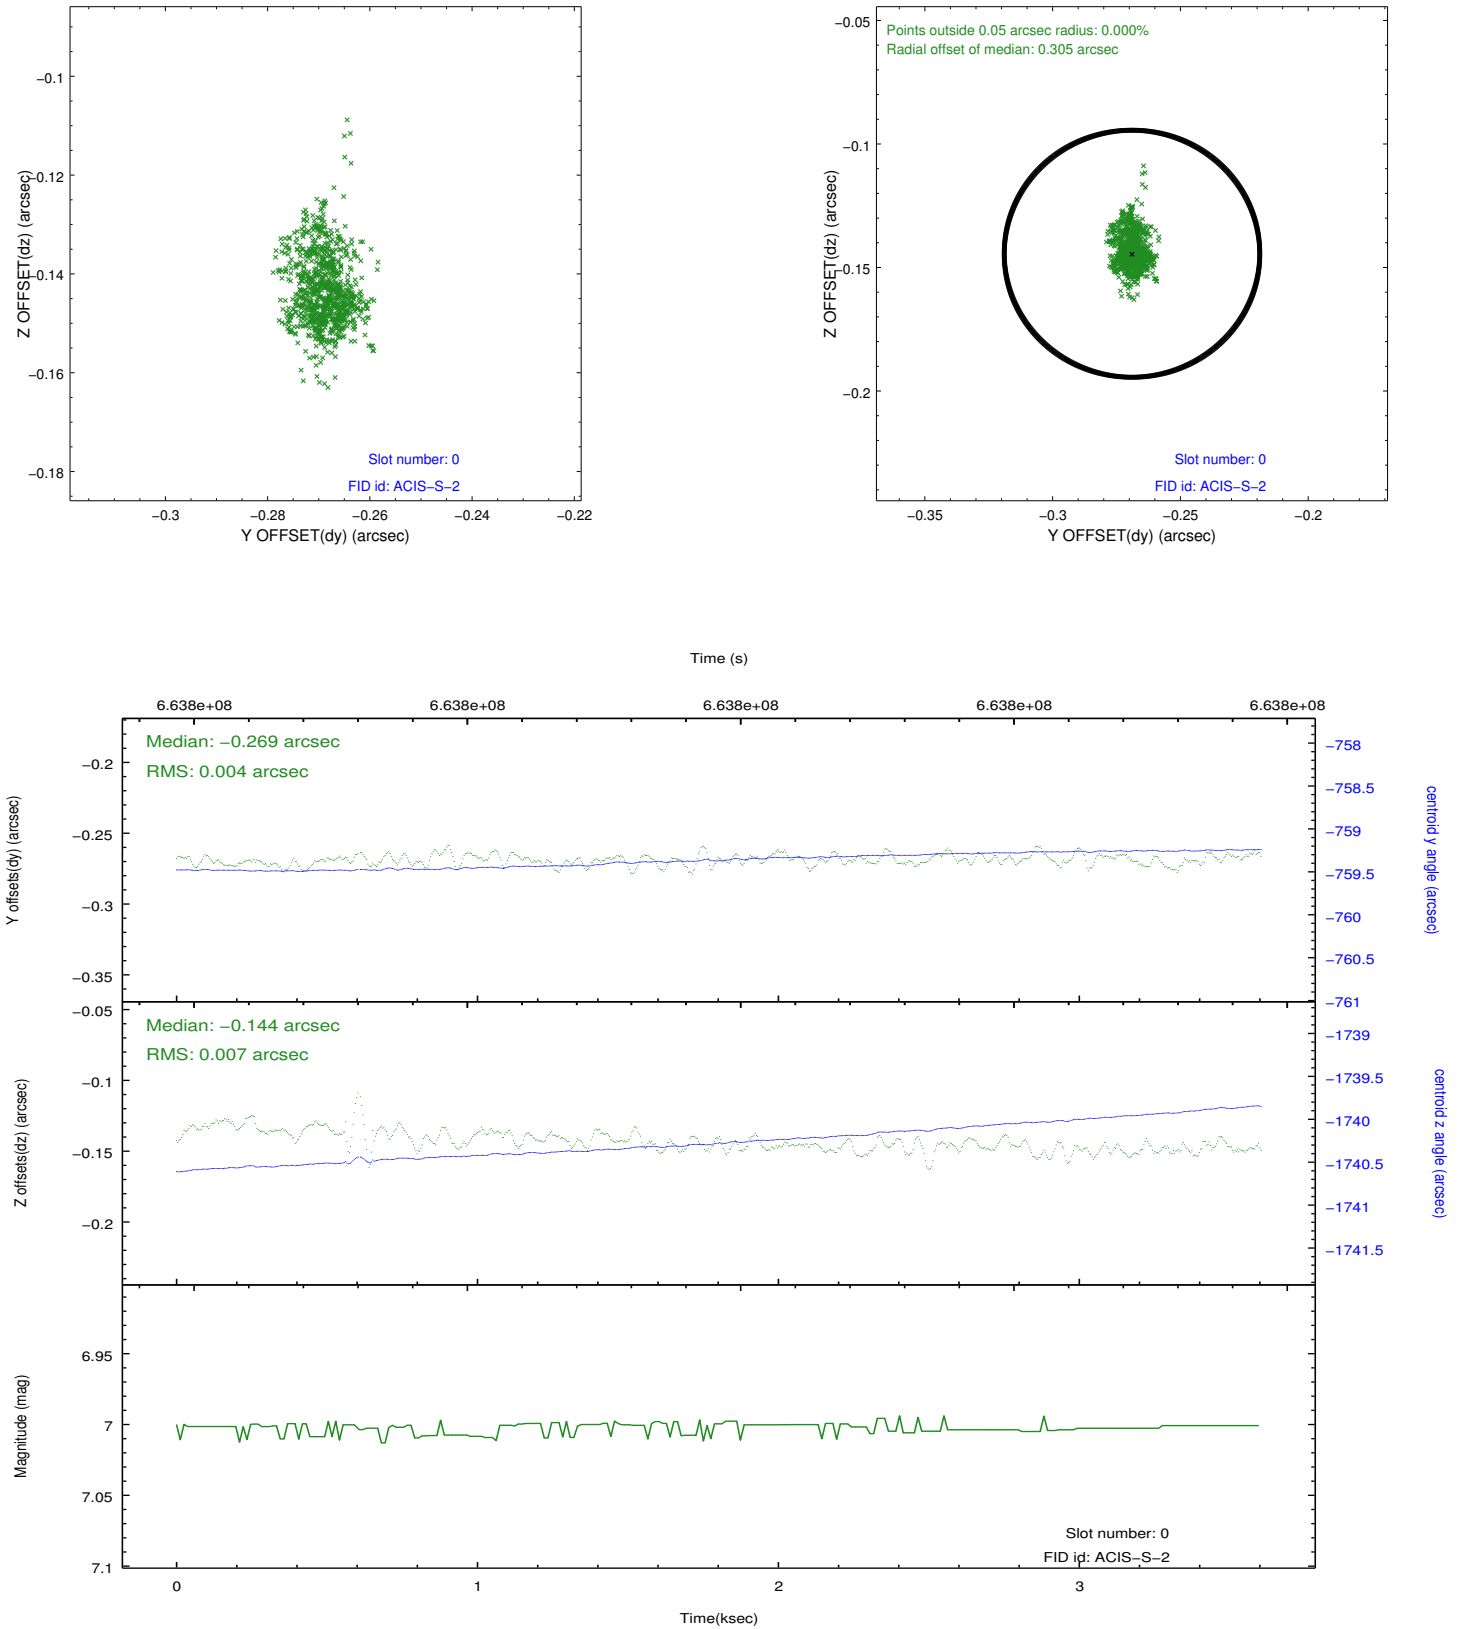 −0.1
−0.12
−0.14
−0.16
−0.18
Z OFFSET(dz) (arcsec)
Slot number: 0
FID id: ACIS−S−2
−0.3
−0.28
−0.26
−0.24
−0.22
Y OFFSET(dy) (arcsec)
Points outside 0.05 arcsec radius: 0.000%
Radial offset of median: 0.305 arcsec
−0.05
−0.1
−0.15
−0.2
Z OFFSET(dz) (arcsec)
Slot number: 0
FID id: ACIS−S−2
−0.35
−0.3
−0.25
−0.2
Y OFFSET(dy) (arcsec)
Time (s)
6.638e+08
6.638e+08
6.638e+08
6.638e+08
6.638e+08
Median: −0.269 arcsec
RMS: 0.004 arcsec
−0.2
−0.25
−0.3
−0.35
Y offsets(dy) (arcsec)
−758
−758.5
−759
−759.5
−760
−760.5
−761
centroid y angle (arcsec)
Median: −0.144 arcsec
RMS: 0.007 arcsec
−0.05
−0.1
−0.15
−0.2
Z offsets(dz) (arcsec)
−1739
−1739.5
−1740
−1740.5
−1741
−1741.5
centroid z angle (arcsec)
6.95
7
7.05
7.1
Magnitude (mag)
Slot number: 0
FID id: ACIS−S−2
0
1
2
3
Time(ksec)